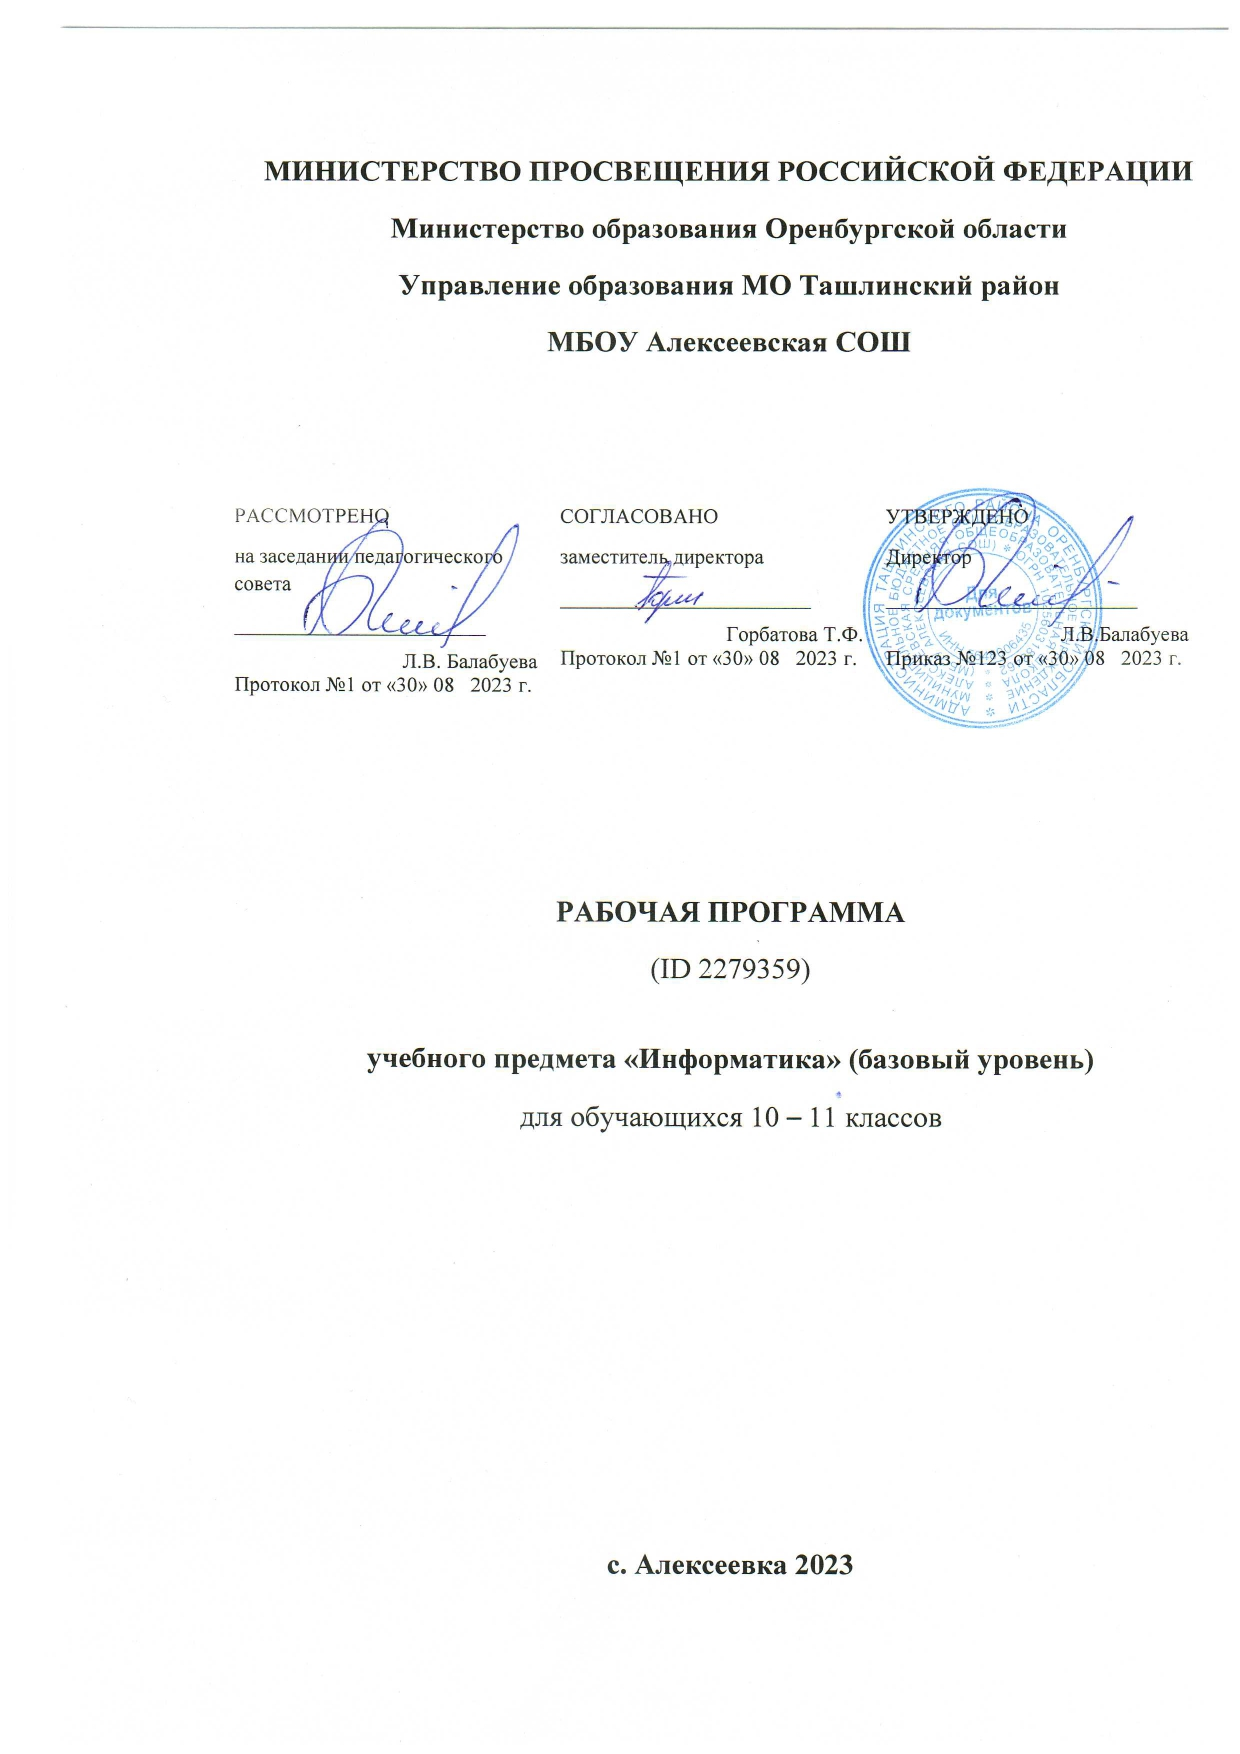 МИНИСТЕРСТВО ПРОСВЕЩЕНИЯ РОССИЙСКОЙ ФЕДЕРАЦИИ
Министерство образования Оренбургской области
Управление образования МО Ташлинский район
МБОУ Алексеевская СОШ
РАССМОТРЕНО
на заседании педагогического
совета
Л.В. Балабуева
Протокол №1 от «30» 08 2023 г.
СОГЛАСОВАНО
заместитель директора
Горбатова Т.Ф.
Протокол №1 от «30» 08 2023 г.
УТВЕРЖДЕНО
Директор
Л.В.Балабуева
Приказ №123 от «30» 08 2023 г.
Для
документов
РАБОЧАЯ ПРОГРАММА
(ID 2279359)
учебного предмета «Информатика» (базовый уровень)
для обучающихся 10 – 11 классов
с. Алексеевка 2023